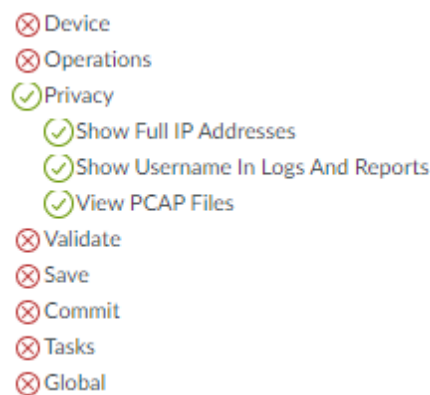 Device
Operations
Privacy
Show Full IP Addresses
Show Username In Logs And Reports
View PCAP Files
Validate
Save
Commit
Tasks
Global